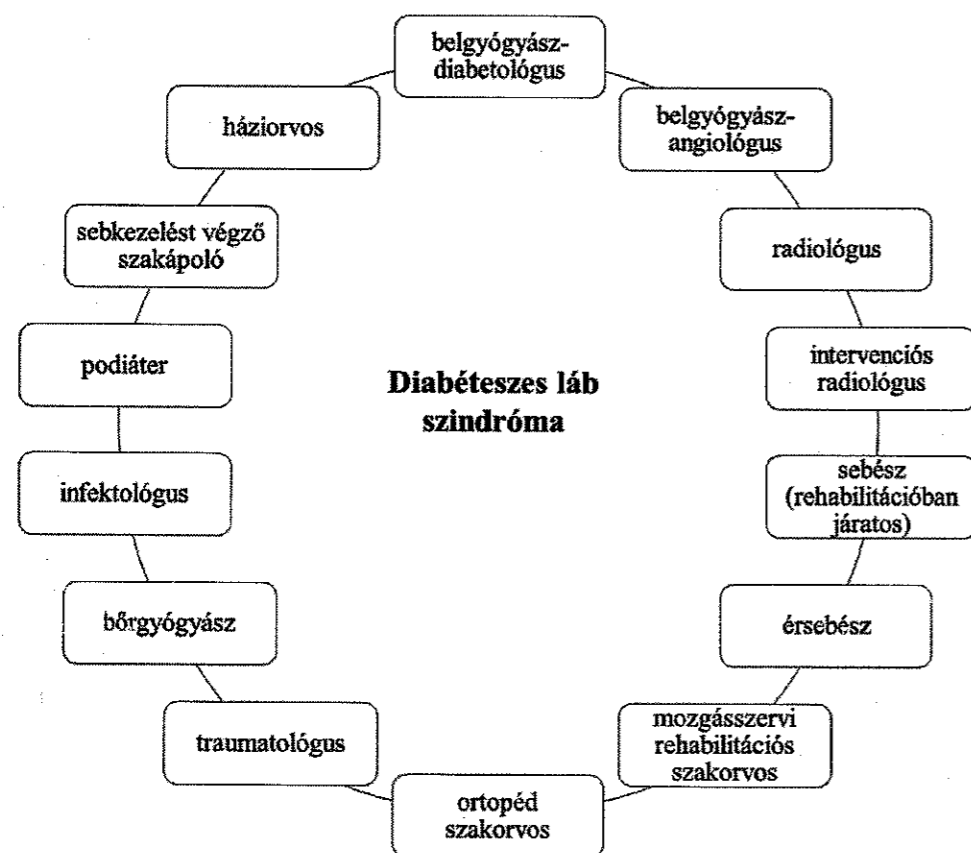 belgyógyász-
diabetológus
belgyógyász-
angiológus
radiológus
intervenciós
radiológus
sebész
(rehabilitációban
járatos)
érsebész
mozgásszervi
rehabilitációs
szakorvos
ortopéd
szakorvos
traumatológus
bőrgyógyász
infektológus
podiáter
sebkezelést végző
szakápoló
háziorvos
Diabéteszes láb
szindróma